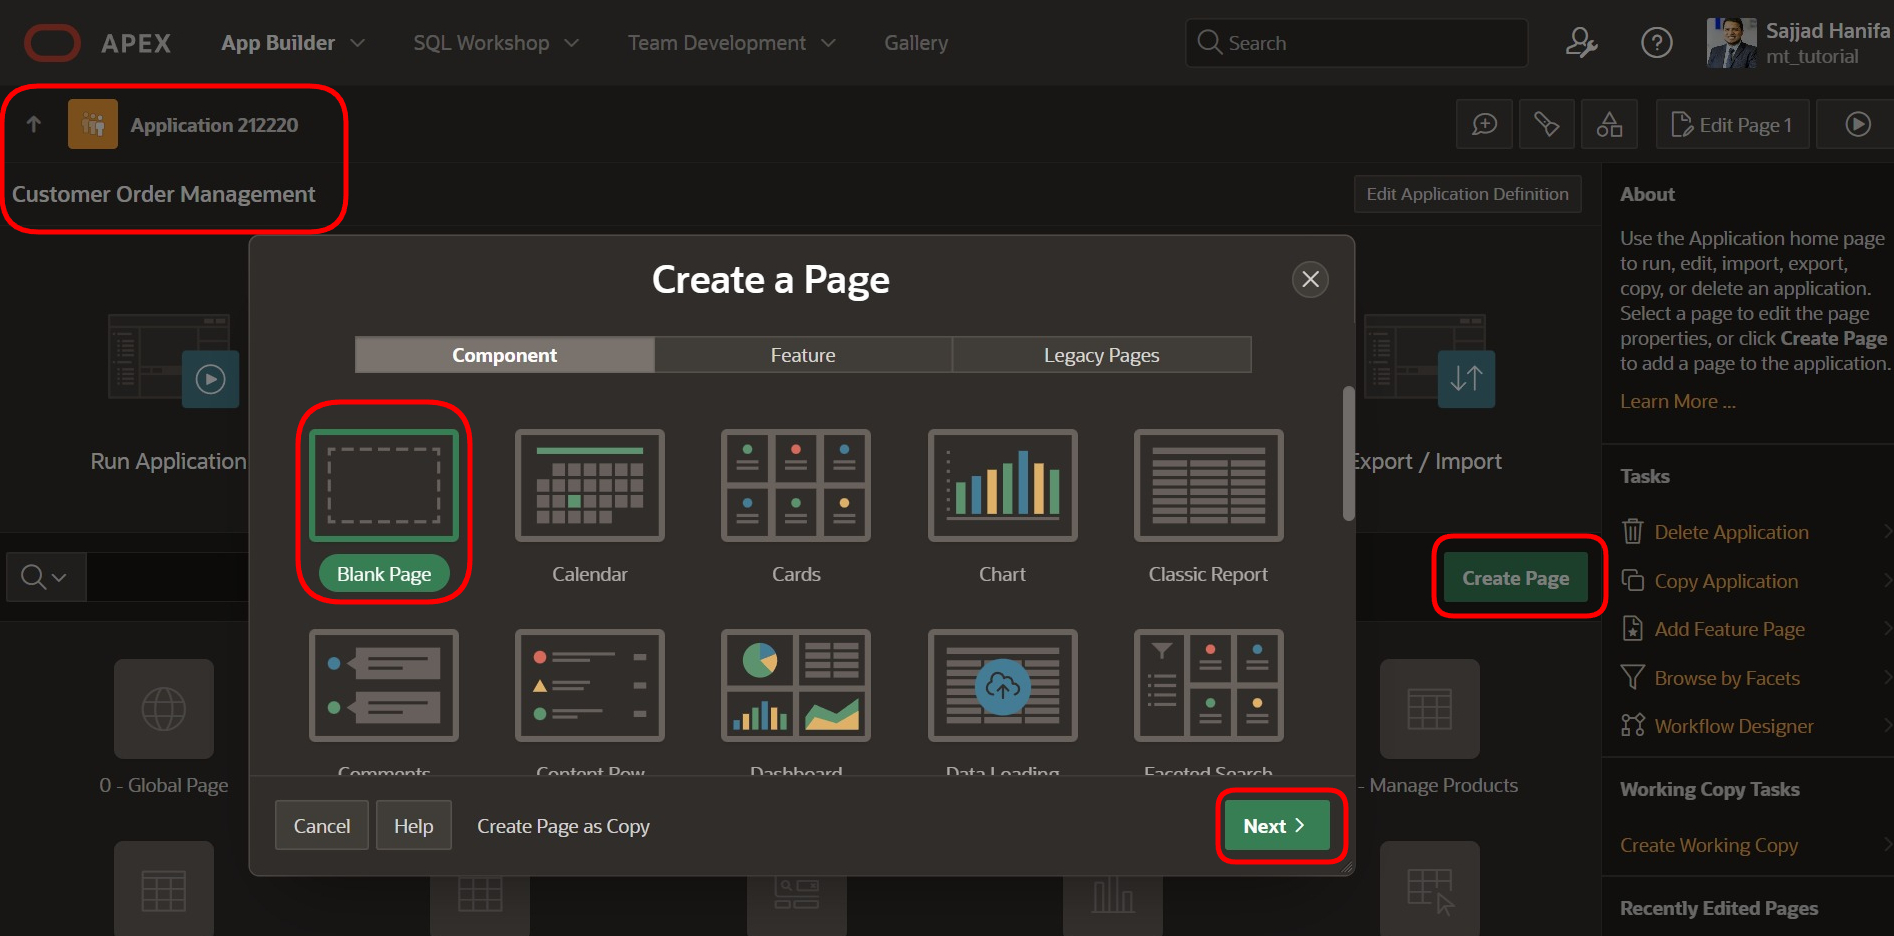 APEX
App Builder
SQL Workshop
Team Development
Gallery
Search
Sajjad Hanifa
mt_tutorial
Application 212220
Edit Page 1
Customer Order Management
Edit Application Definition
About
Use the Application home page
to run, edit, import, export,
copy, or delete an application.
Select a page to edit the page
properties, or click Create Page
to add a page to the application.
Learn More ...
Create a Page
Component
Feature
Legacy Pages
Run Application
Export / Import
Blank Page
Calendar
Cards
Chart
Classic Report
Create Page
Tasks
Delete Application
Copy Application
Add Feature Page
Browse by Facets
Workflow Designer
Comments
Content Row
Dashboard
Data Loading
Faceted Search
0 - Global Page
- Manage Products
Cancel
Help
Create Page as Copy
Next
Working Copy Tasks
Create Working Copy
Recently Edited Pages